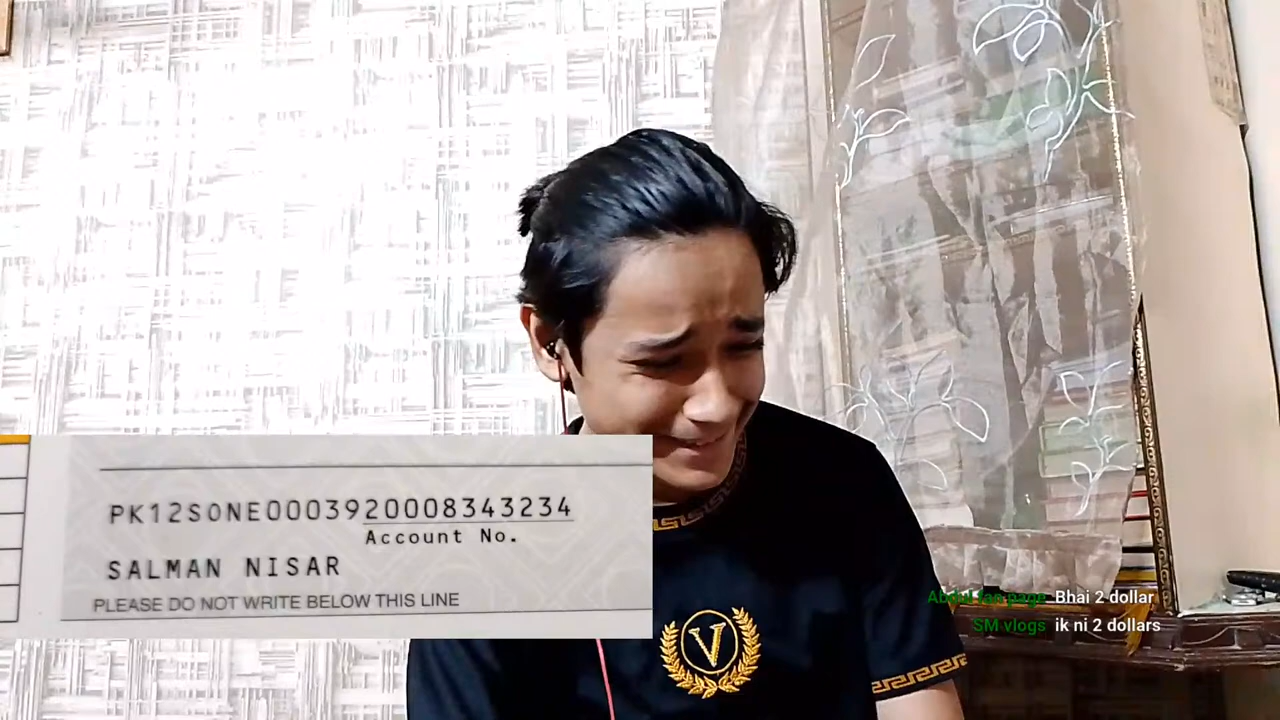 PK12SONE0003920008343234
Account No.
SALMAN NISAR
PLEASE DO NOT WRITE BELOW THIS LINE
V
Abdul fan page Bhai 2 dollar
SM vlogs ik ni 2 dollars